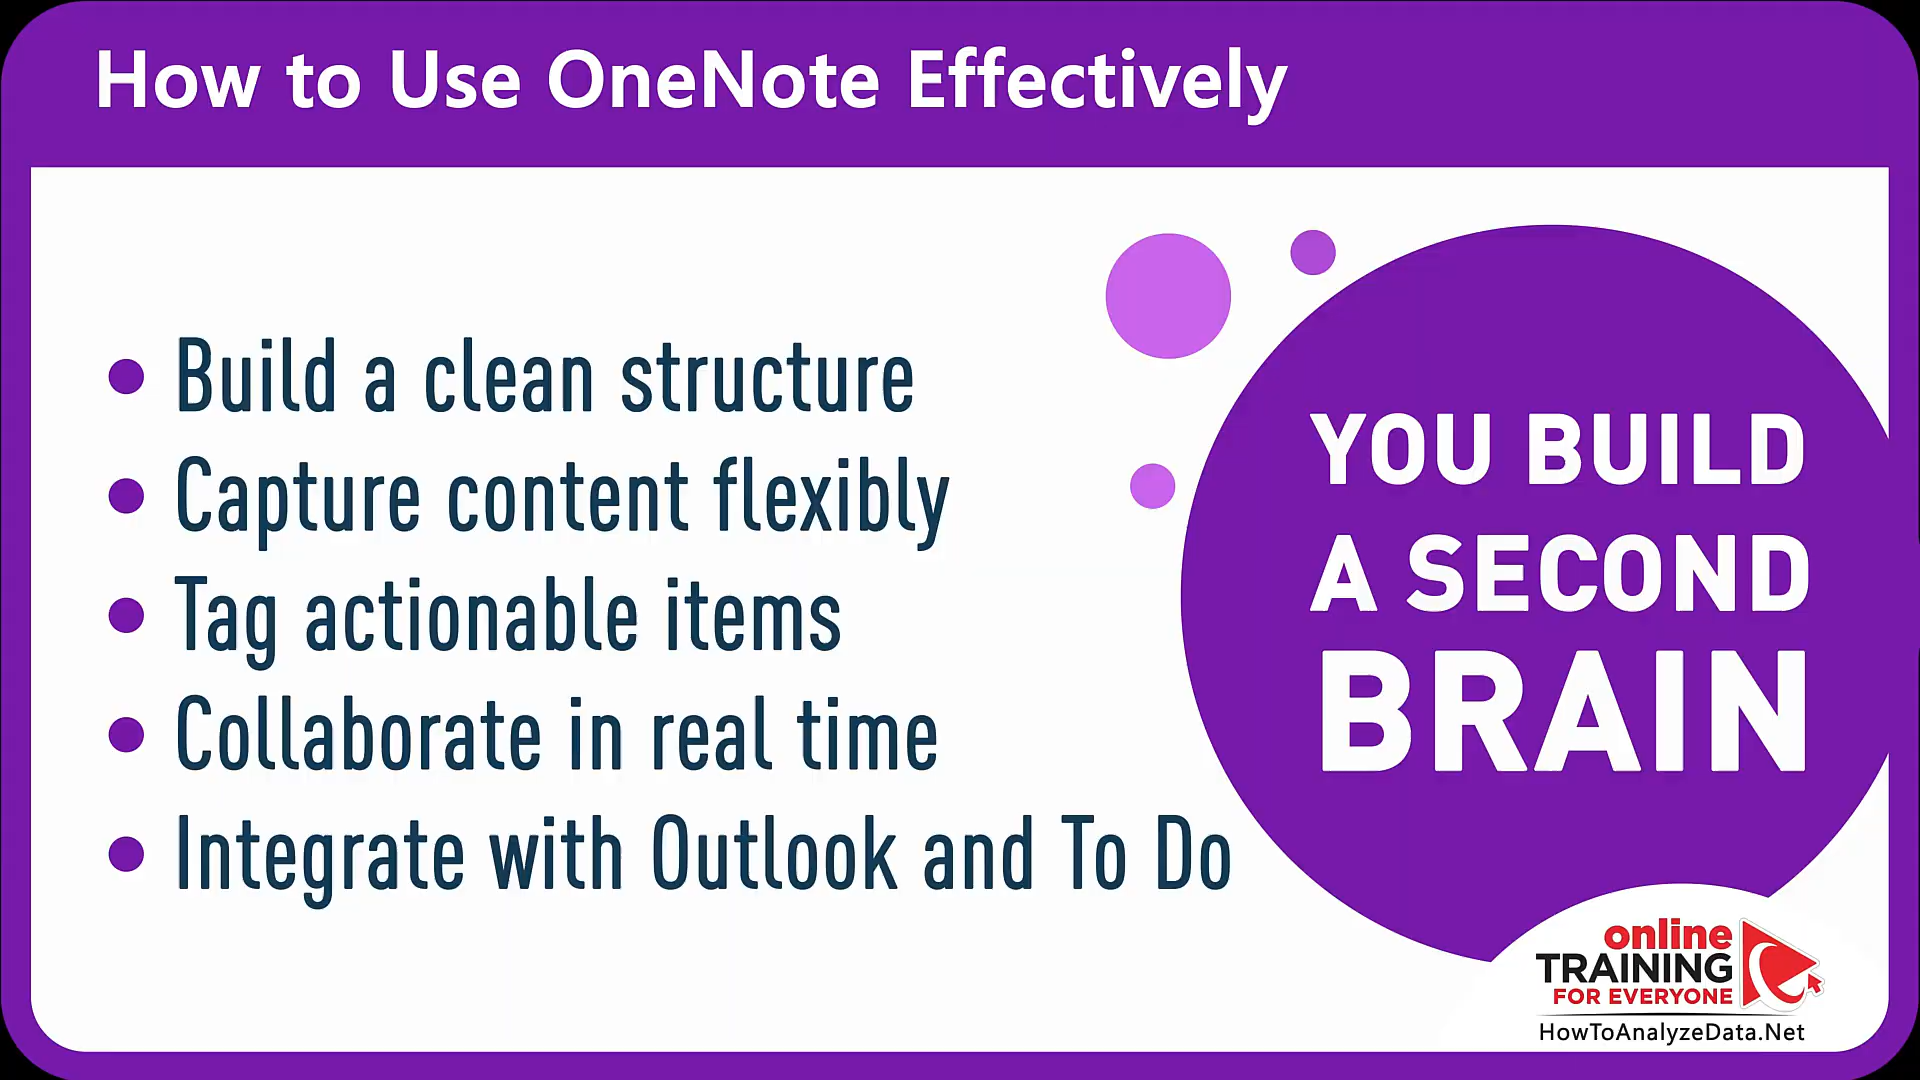 How to Use OneNote Effectively
• Build a clean structure
• Capture content flexibly
• Tag actionable items
• Collaborate in real time
• Integrate with Outlook and To Do
YOU BUILD
A SECOND
BRAIN
online
TRAINING
FOR EVERYONE
HowToAnalyzeData.Net